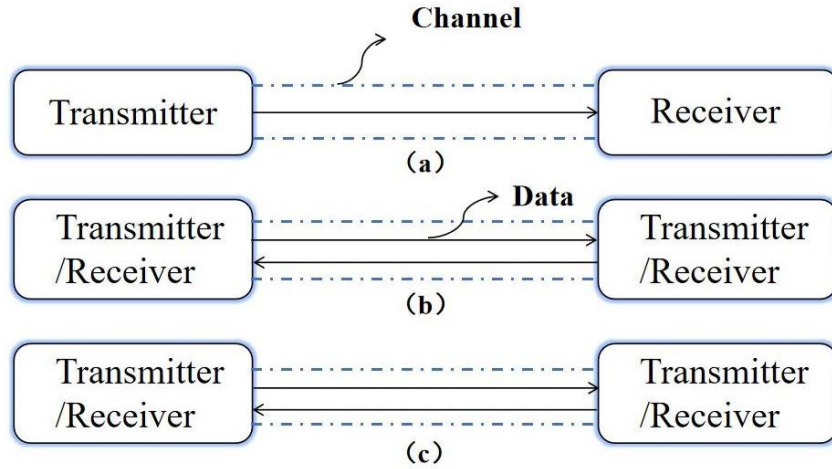 Channel
Transmitter
Receiver
（a）
Data
Transmitter
/Receiver
Transmitter
/Receiver
（b）
Transmitter
/Receiver
Transmitter
/Receiver
（c）